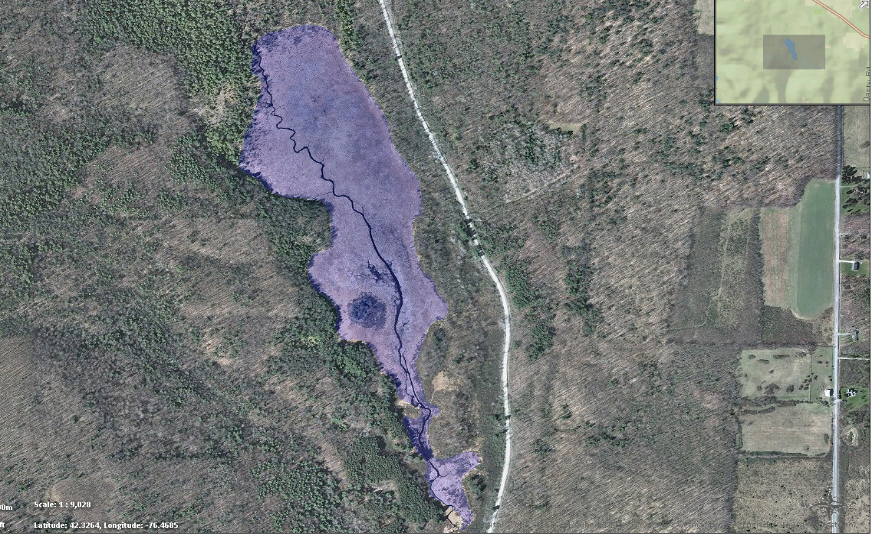 0m
Scale: 1 : 9,028
ft
Latitude: 42.3264, Longitude: -76.4685